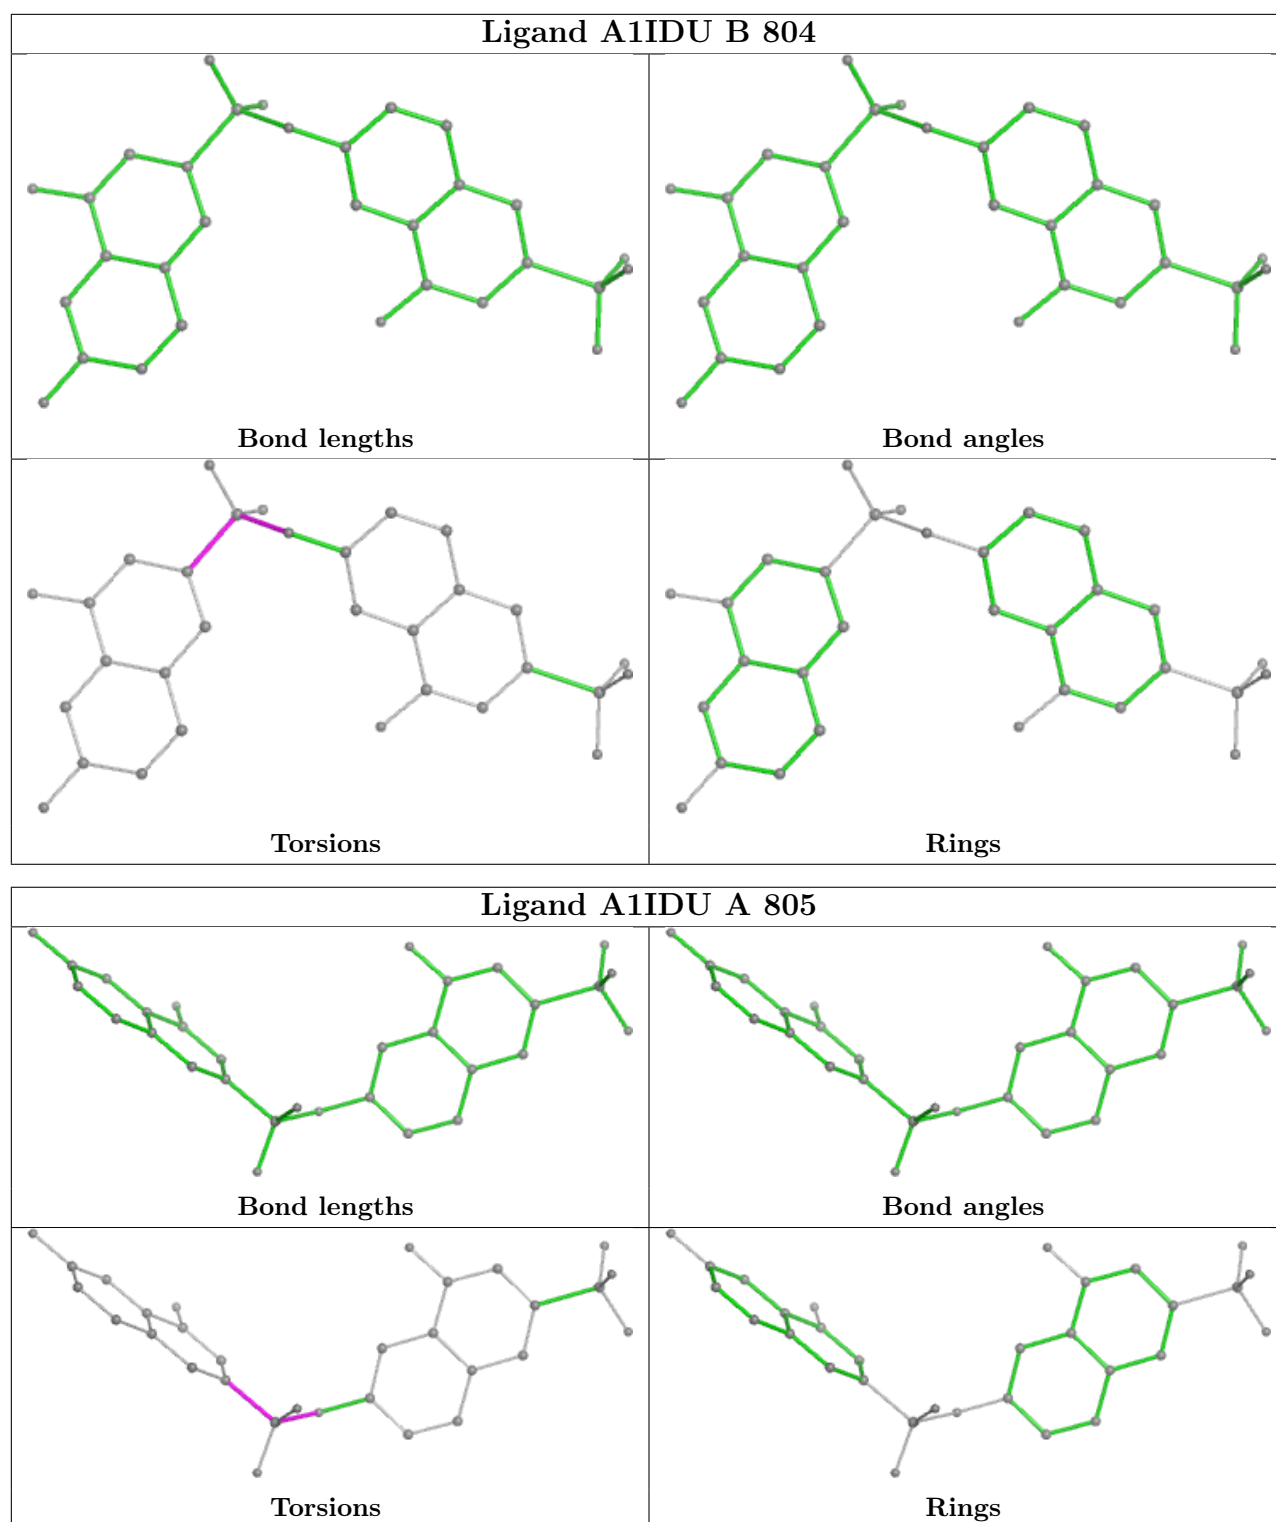 Ligand A1IDU B 804
Bond lengths
Bond angles
Torsions
Rings
Ligand A1IDU A 805
Bond lengths
Bond angles
Torsions
Rings